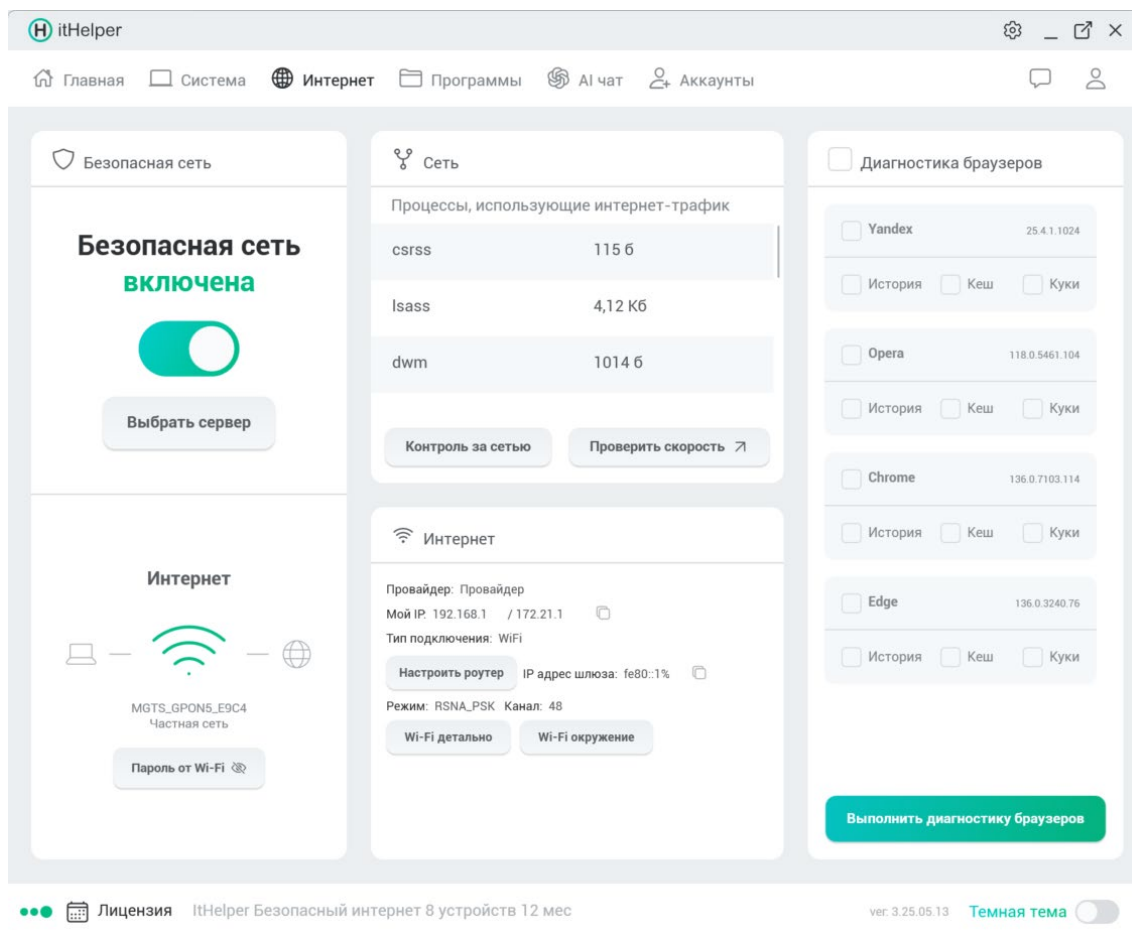 itHelper
Главная Система Интернет Программы AI чат Аккаунты
Безопасная сеть
Безопасная сеть
включена
Выбрать сервер
Интернет
MGTS_GPON5_E9C4
Частная сеть
Пароль от Wi-Fi
Сеть
Процессы, использующие интернет-трафик
csrss 115 б
lsass 4,12 Кб
dwm 1014 б
Контроль за сетью Проверить скорость
Интернет
Провайдер: Провайдер
Мой IP: 192.168.1 / 172.21.1
Тип подключения: WiFi
Настроить роутер IP адрес шлюза: fe80::1%
Режим: RSNA_PSK Канал: 48
Wi-Fi детально Wi-Fi окружение
Диагностика браузеров
Yandex 25.4.1.1024
История Кеш Куки
Opera 118.0.5461.104
История Кеш Куки
Chrome 136.0.7103.114
История Кеш Куки
Edge 136.0.3240.76
История Кеш Куки
Выполнить диагностику браузеров
Лицензия ItHelper Безопасный интернет 8 устройств 12 мес ver: 3.25.05.13 Темная тема